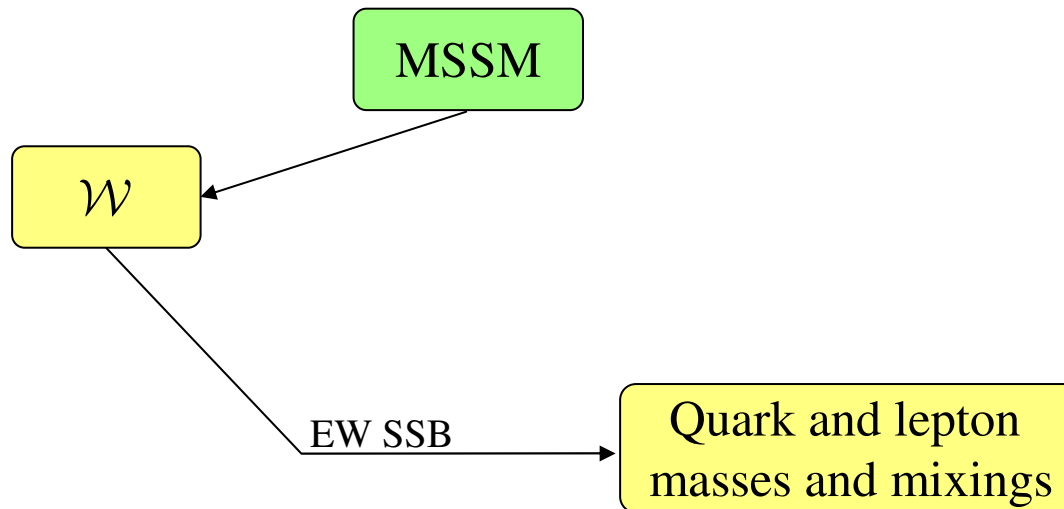 MSSM
𝒲
EW SSB
Quark and lepton
masses and mixings